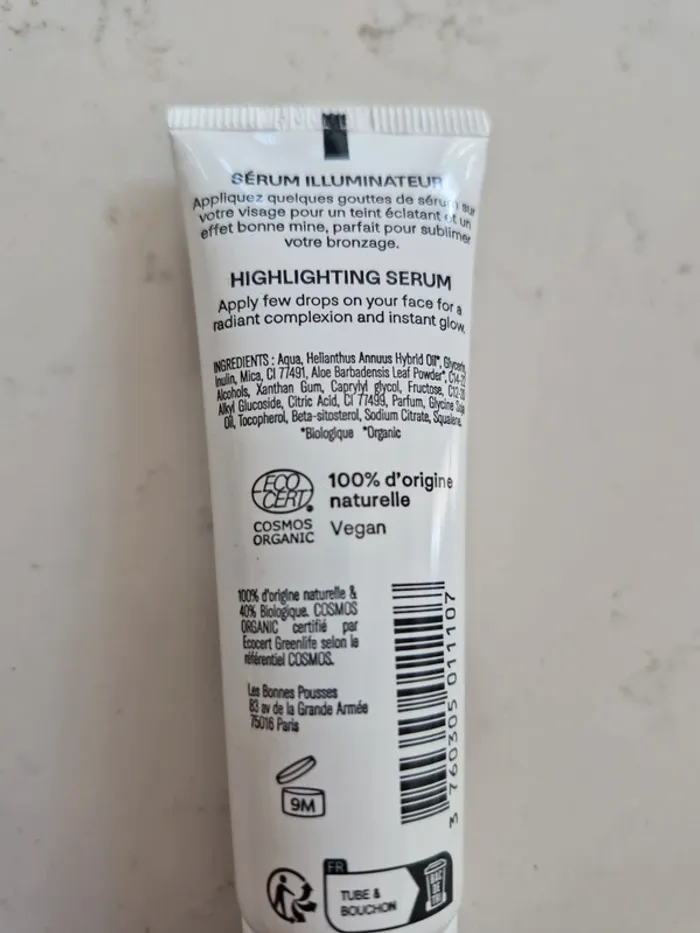 SÉRUM ILLUMINATEUR
Appliquez quelques gouttes de sérum sur
votre visage pour un teint éclatant et un
effet bonne mine, parfait pour sublimer
votre bronzage.
HIGHLIGHTING SERUM
Apply few drops on your face for a
radiant complexion and instant glow.
INGREDIENTS : Aqua, Helianthus Annuus Hybrid Oil*, Glycerin,
Inulin, Mica, CI 77491, Aloe Barbadensis Leaf Powder*, C14-22
Alcohols, Xanthan Gum, Caprylyl glycol, Fructose, C12-20
Alkyl Glucoside, Citric Acid, CI 77499, Parfum, Glycine Soja
Oil, Tocopherol, Beta-sitosterol, Sodium Citrate, Squalene.
*Biologique *Organic
ECO
CERT
COSMOS
ORGANIC
100% d'origine
naturelle
Vegan
100% d'origine naturelle &
40% Biologique. COSMOS
ORGANIC certifié par
Ecocert Greenlife selon le
référentiel COSMOS.
Les Bonnes Pousses
83 av de la Grande Armée
75016 Paris
3 760305 011107
9M
FR
TUBE &
BOUCHON
BAC
DE
TRI